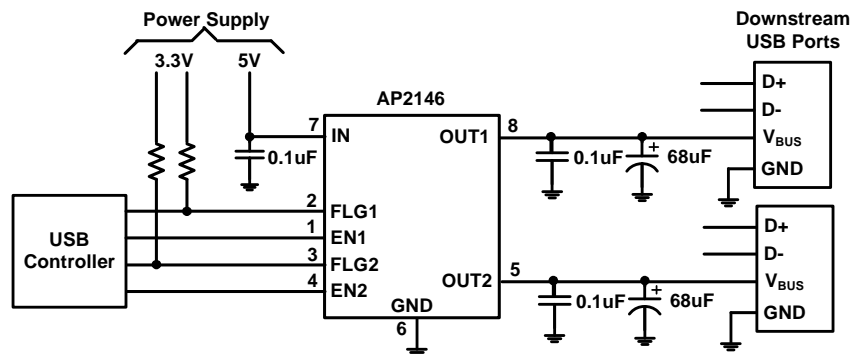 Power Supply
3.3V 5V
Downstream
USB Ports
AP2146
7 IN
OUT1 8
0.1uF
0.1uF
68uF
D+
D-
VBUS
GND
USB
Controller
2 FLG1
1 EN1
3 FLG2
4 EN2
GND
6
OUT2 5
0.1uF
68uF
D+
D-
VBUS
GND